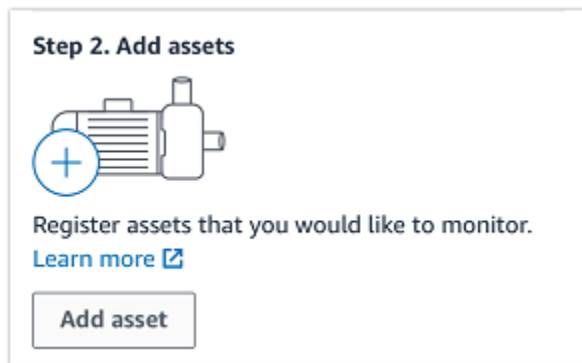 Step 2. Add assets
Register assets that you would like to monitor.
Learn more
Add asset